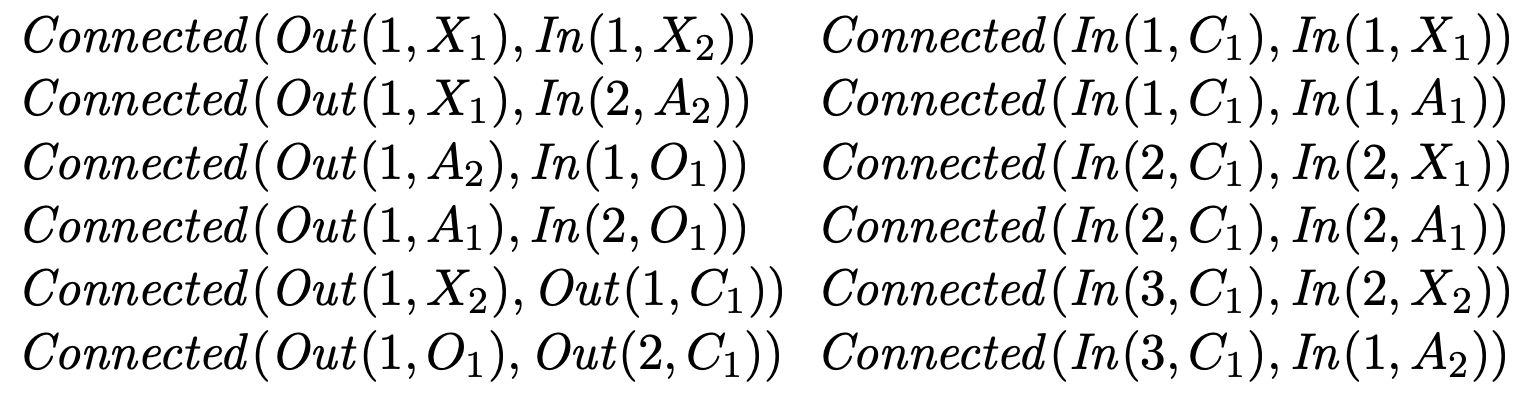 Connected(Out(1, X₁), In(1, X₂)) Connected(In(1, C₁), In(1, X₁))
Connected(Out(1, X₁), In(2, A₂)) Connected(In(1, C₁), In(1, A₁))
Connected(Out(1, A₂), In(1, O₁)) Connected(In(2, C₁), In(2, X₁))
Connected(Out(1, A₁), In(2, O₁)) Connected(In(2, C₁), In(2, A₁))
Connected(Out(1, X₂), Out(1, C₁)) Connected(In(3, C₁), In(2, X₂))
Connected(Out(1, O₁), Out(2, C₁)) Connected(In(3, C₁), In(1, A₂))